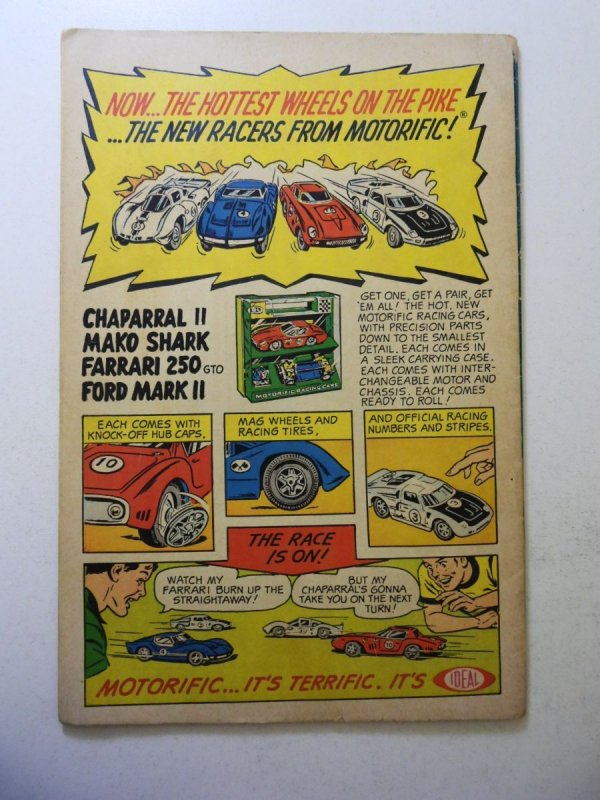 NOW...THE HOTTEST WHEELS ON THE PIKE
...THE NEW RACERS FROM MOTORIFIC!®
CHAPARRAL II
MAKO SHARK
FARRARI 250 GTO
FORD MARK II
MOTORIFIC RACING CARS
GET ONE, GET A PAIR, GET
'EM ALL! THE HOT, NEW
MOTORIFIC RACING CARS,
WITH PRECISION PARTS
DOWN TO THE SMALLEST
DETAIL. EACH COMES IN
A SLEEK CARRYING CASE.
EACH COMES WITH INTER-
CHANGEABLE MOTOR AND
CHASSIS. EACH COMES
READY TO ROLL!
EACH COMES WITH
KNOCK-OFF HUB CAPS,
10
MAG WHEELS AND
RACING TIRES,
AND OFFICIAL RACING
NUMBERS AND STRIPES.
3
3
THE RACE
IS ON!
WATCH MY
FARRARI BURN UP THE
STRAIGHTAWAY!
BUT MY
CHAPARRAL'S GONNA
TAKE YOU ON THE NEXT
TURN!
10
MOTORIFIC... IT'S TERRIFIC. IT'S IDEAL